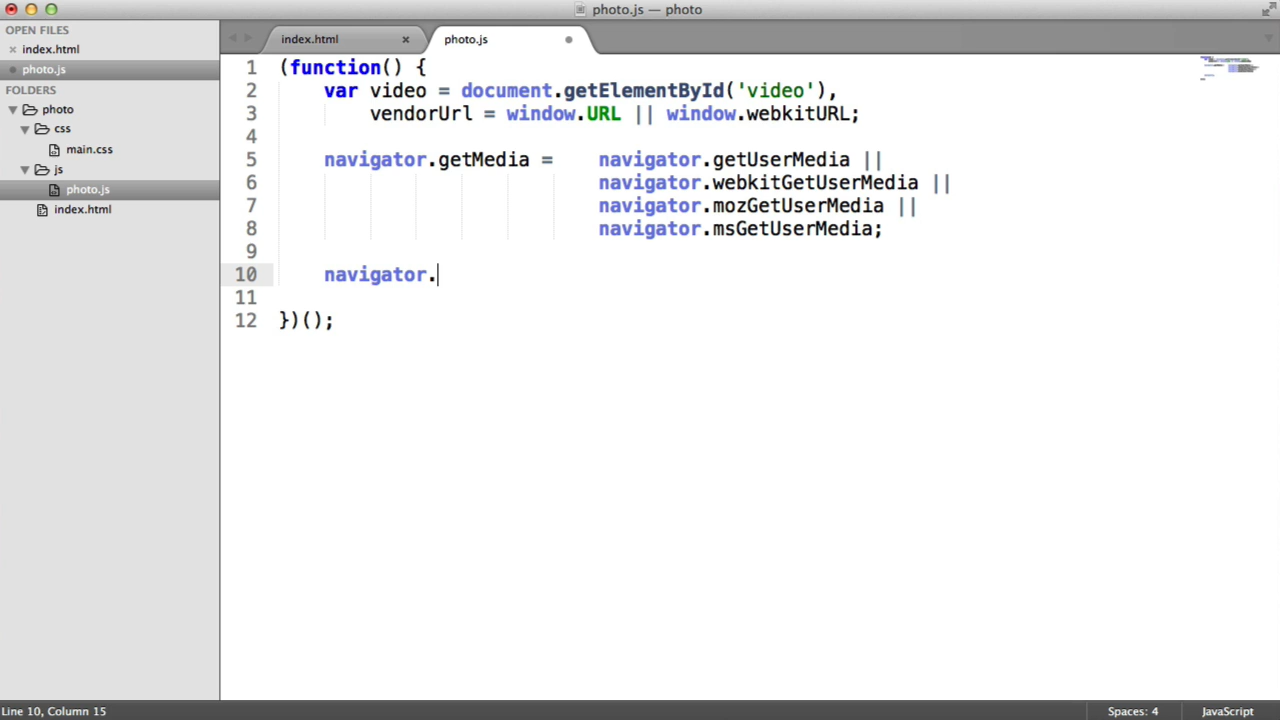 photo.js — photo
OPEN FILES
index.html
photo.js
FOLDERS
photo
css
main.css
js
photo.js
index.html
index.html
photo.js
1 (function() {
2 var video = document.getElementById('video'),
3 vendorUrl = window.URL || window.webkitURL;
4
5 navigator.getMedia = navigator.getUserMedia ||
6 navigator.webkitGetUserMedia ||
7 navigator.mozGetUserMedia ||
8 navigator.msGetUserMedia;
9
10 navigator.
11
12 })();
Line 10, Column 15
Spaces: 4
JavaScript